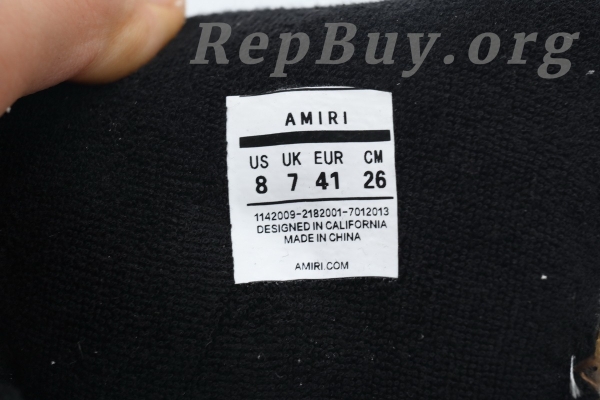 RepBuy.org
AMIRI
US UK EUR CM
8 7 41 26
1142009-2182001-7012013
DESIGNED IN CALIFORNIA
MADE IN CHINA
AMIRI.COM